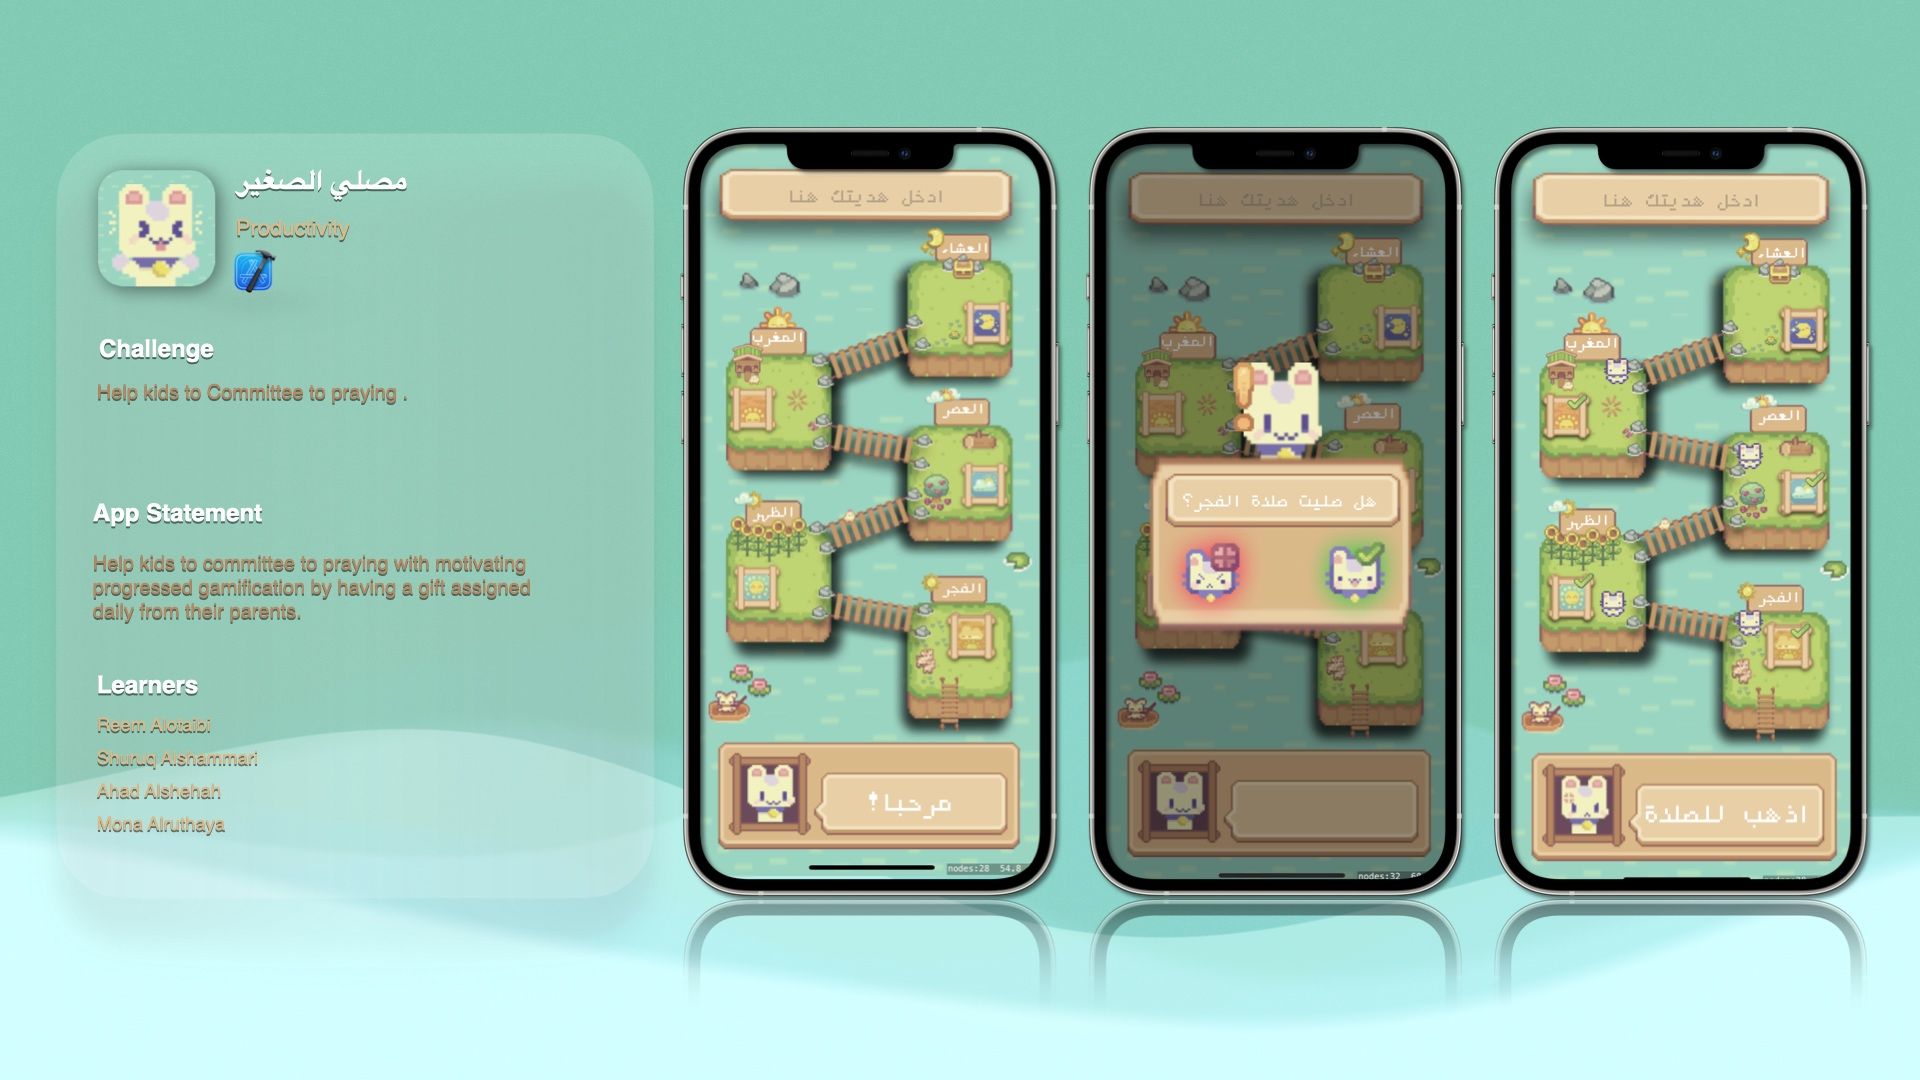 مصلي الصغير
Productivity
Challenge
Help kids to Committee to praying .
App Statement
Help kids to committee to praying with motivating
progressed gamification by having a gift assigned
daily from their parents.
Learners
Reem Alotaibi
Shuruq Alshammari
Ahad Alshehah
Mona Alruthaya
ادخل هديتك هنا
العشاء
المغرب
العصر
الظهر
الفجر
مرحبا!
nodes:28 54.8
ادخل هديتك هنا
العشاء
المغرب
العصر
هل صليت صلاة الفجر؟
nodes:32
ادخل هديتك هنا
العشاء
المغرب
العصر
الظهر
الفجر
اذهب للصلاة